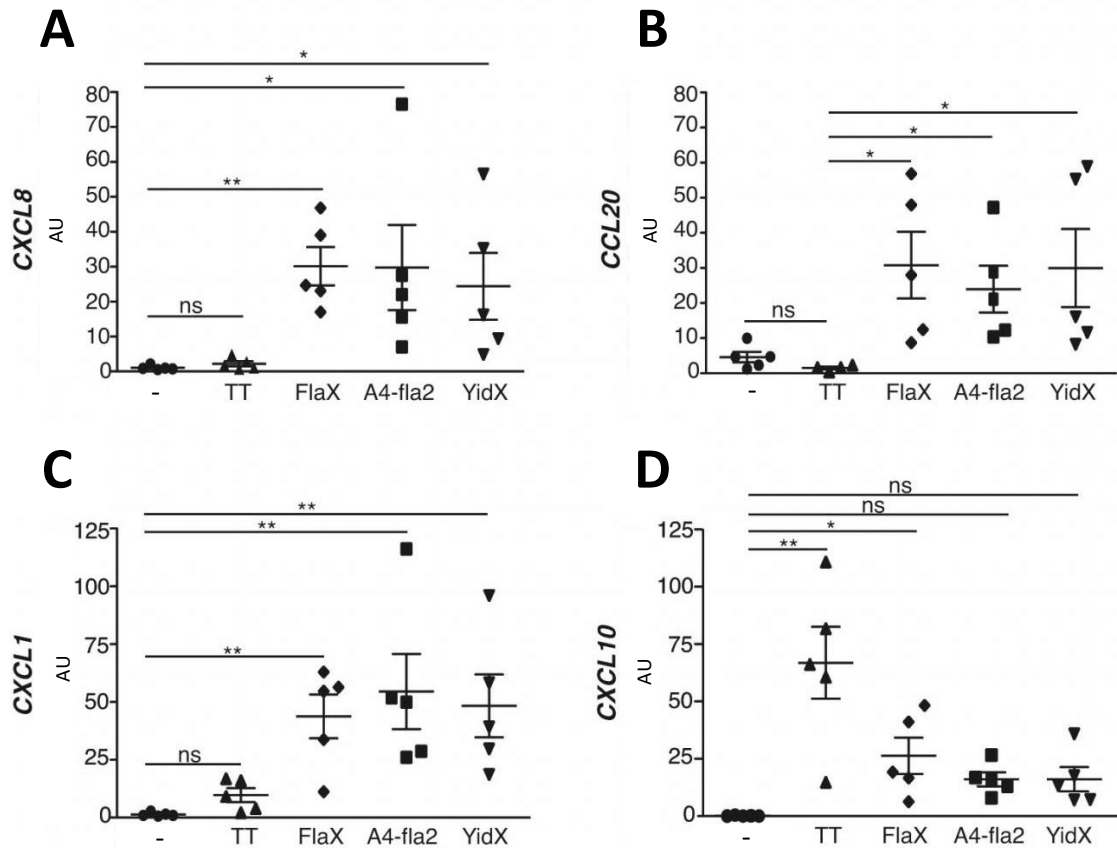 A
*
*
**
ns
80
70
60
50
40
30
20
10
0
CXCL8
AU
- TT FlaX A4-fla2 YidX
B
*
*
*
ns
80
70
60
50
40
30
20
10
0
CCL20
AU
- TT FlaX A4-fla2 YidX
C
**
**
**
ns
125
100
75
50
25
0
CXCL1
AU
- TT FlaX A4-fla2 YidX
D
ns
ns
*
**
125
100
75
50
25
0
CXCL10
AU
- TT FlaX A4-fla2 YidX